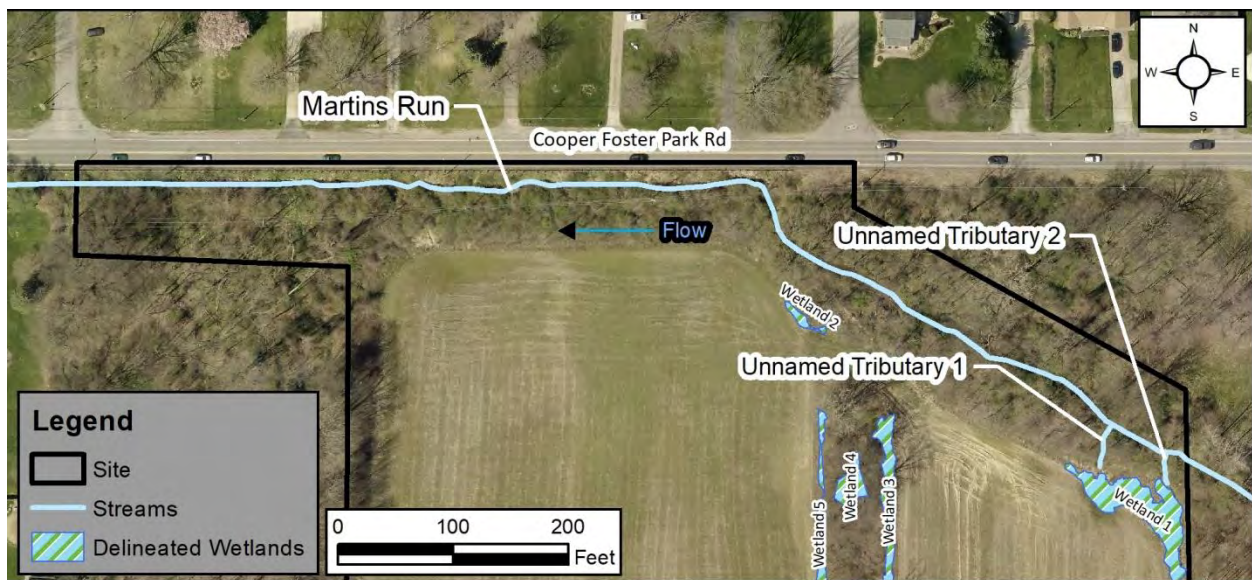 N
W E
S
Martins Run
Cooper Foster Park Rd
Flow
Unnamed Tributary 2
Wetland 2
Unnamed Tributary 1
Wetland 5
Wetland 4
Wetland 3
Wetland 1
Legend
Site
Streams
Delineated Wetlands
0 100 200
Feet